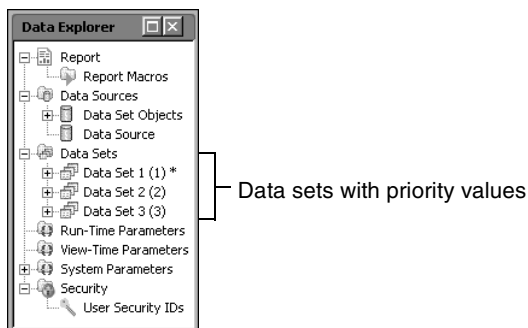 Data Explorer
Report
Report Macros
Data Sources
Data Set Objects
Data Source
Data Sets
Data Set 1 (1) *
Data Set 2 (2)
Data Set 3 (3)
Data sets with priority values
Run-Time Parameters
View-Time Parameters
System Parameters
Security
User Security IDs